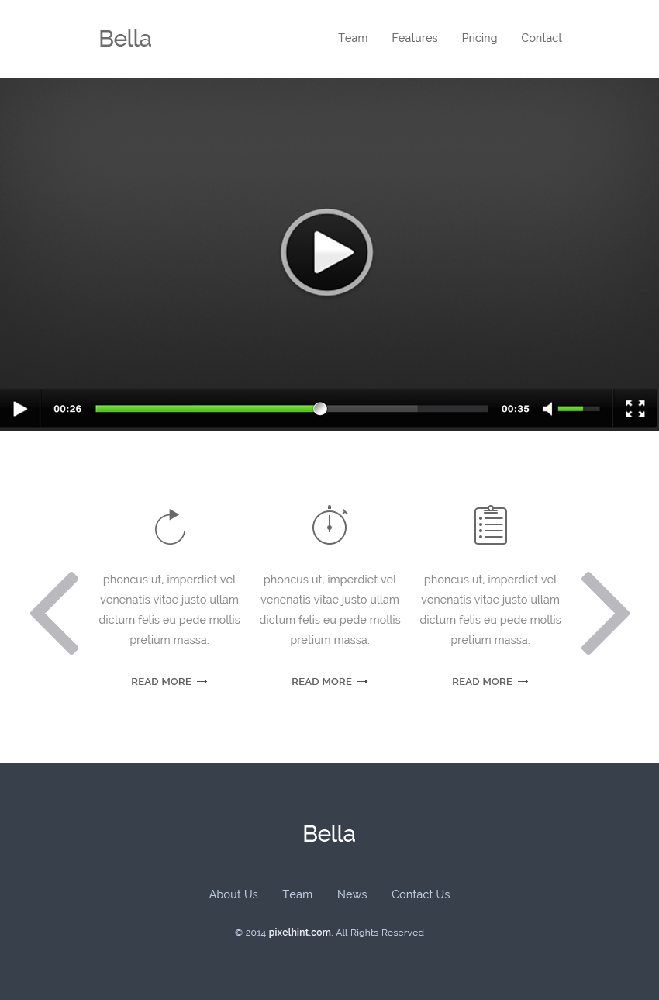 Bella
Team Features Pricing Contact
00:26 00:35
phoncus ut, imperdiet vel
venenatis vitae justo ullam
dictum felis eu pede mollis
pretium massa.
READ MORE
phoncus ut, imperdiet vel
venenatis vitae justo ullam
dictum felis eu pede mollis
pretium massa.
READ MORE
phoncus ut, imperdiet vel
venenatis vitae justo ullam
dictum felis eu pede mollis
pretium massa.
READ MORE
Bella
About Us Team News Contact Us
© 2014 pixelhint.com. All Rights Reserved